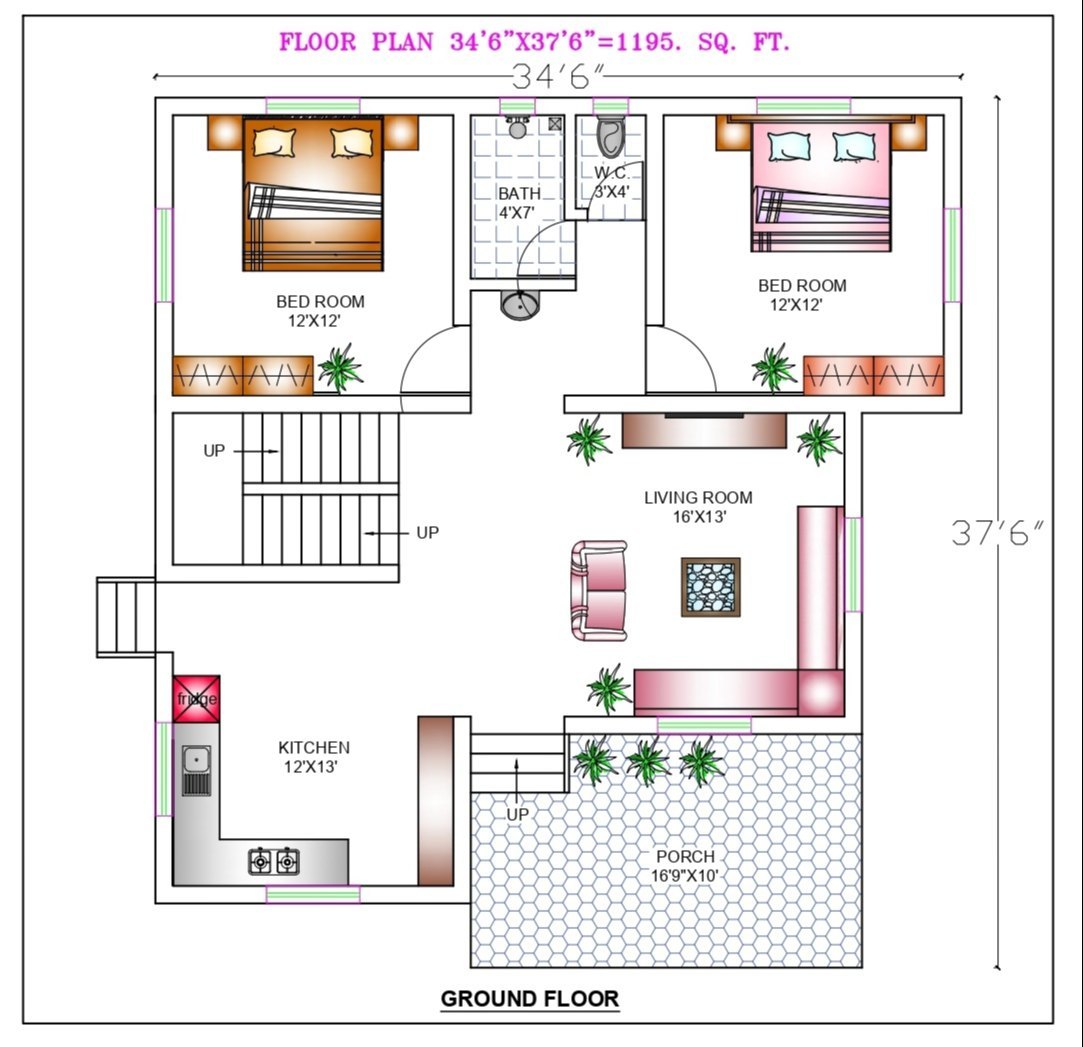 FLOOR PLAN 34'6"X37'6"=1195. SQ. FT.
34'6"
W.C.
3'X4'
BATH
4'X7'
BED ROOM
12'X12'
BED ROOM
12'X12'
UP
LIVING ROOM
16'X13'
UP
37'6"
fridge
KITCHEN
12'X13'
UP
PORCH
16'9"X10'
GROUND FLOOR